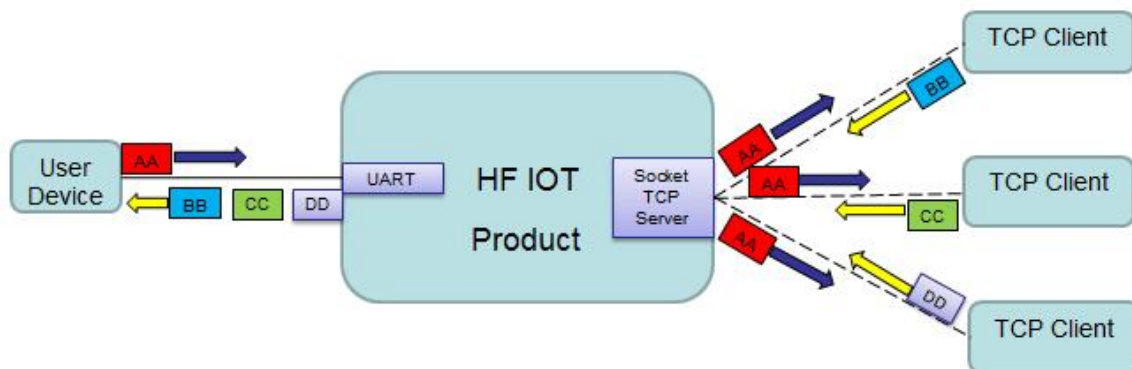 TCP Client
BB
AA
User
Device
AA
UART
BB
CC
DD
HF IOT
Product
Socket
TCP
Server
AA
CC
TCP Client
AA
DD
TCP Client